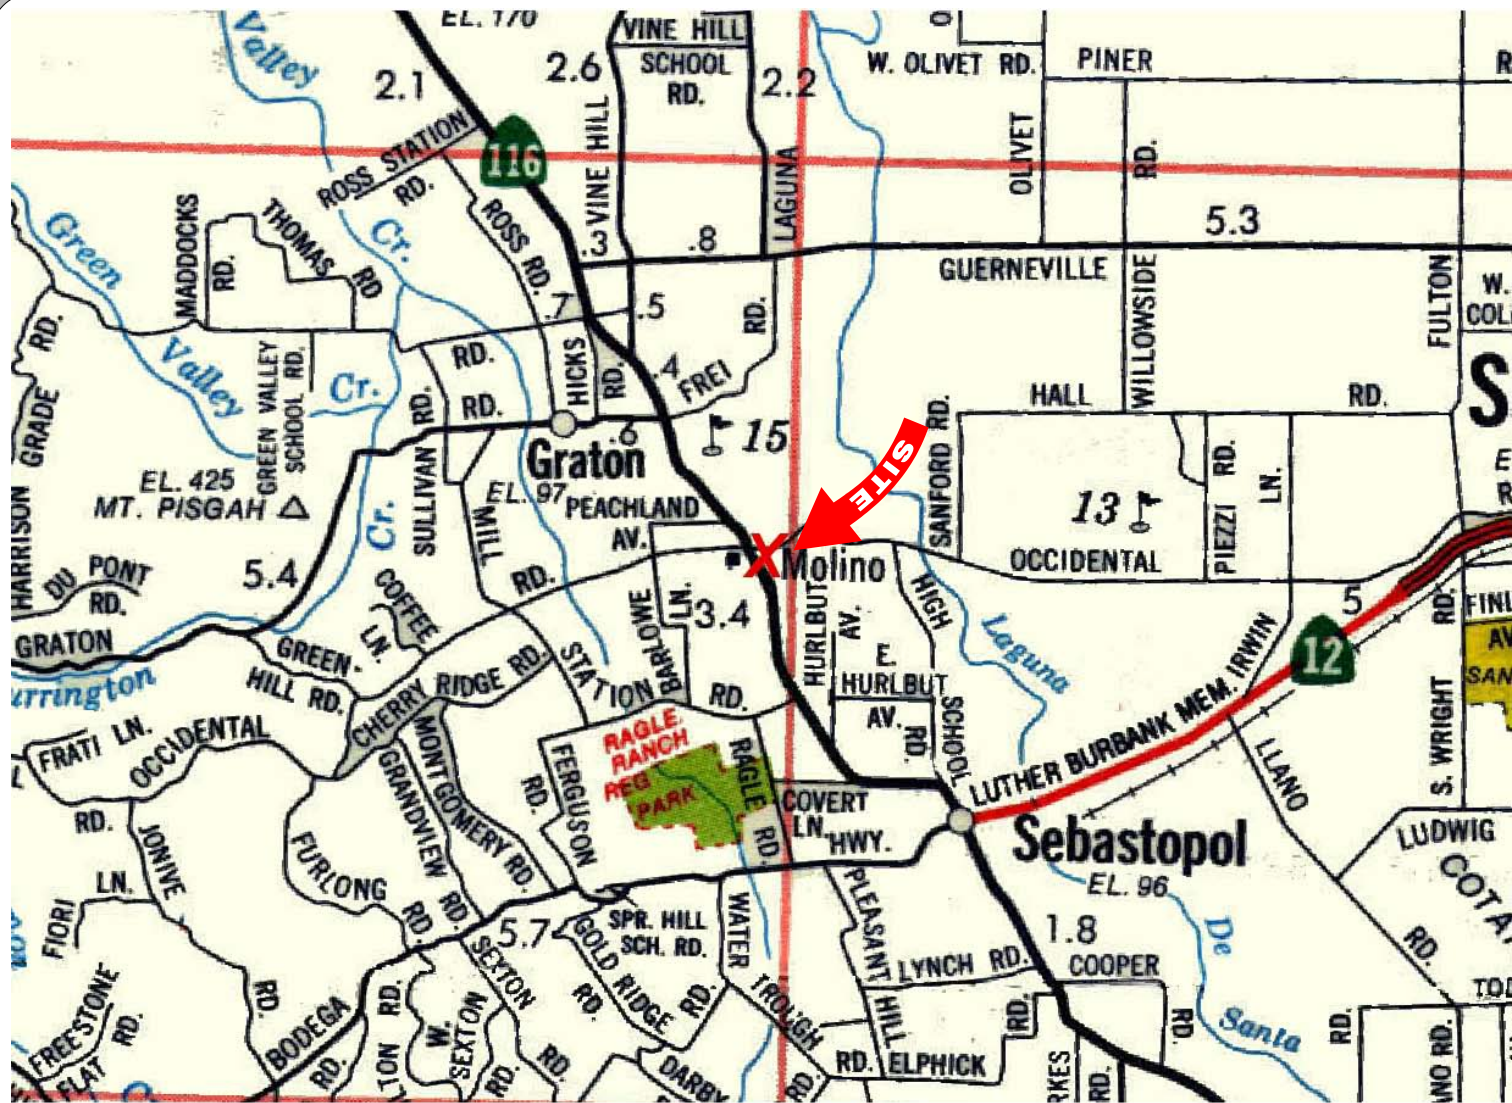 Valley
EL. 170
VINE HILL
SCHOOL
RD.
2.1
2.6
2.2
W. OLIVET RD.
PINER
ROSS STATION
RD.
116
VINE HILL
LAGUNA
OLIVET
RD.
5.3
Green
Valley
Cr.
MADDOCKS
RD.
THOMAS
RD
Cr.
ROSS RD.
.3
.8
.7
.5
RD.
GUERNEVILLE
WILLOWSIDE
FULTON
W.
COL
RD.
HARRISON GRADE
GREEN VALLEY
SCHOOL RD.
RD.
RD.
HICKS
RD.
.4
FREI
HALL
RD.
S
SULLIVAN
RD.
Graton
EL. 97
.6
15
SITE
SANFORD RD.
13
PIEZZI RD.
LN.
EL. 425
MT. PISGAH
Cr.
MILL
RD.
PEACHLAND
AV.
Molino
OCCIDENTAL
DU PONT
RD.
5.4
COFFEE
LN.
BARLOWE
LN.
3.4
HURLBUT
AV.
HIGH
SCHOOL
RD.
E.
HURLBUT
AV.
Laguna
5
12
IRWIN
RD.
FINL
AV
SAN
GRATON
GREEN
HILL RD.
urrington
CHERRY RIDGE RD.
STATION
RD.
LUTHER BURBANK MEM.
S. WRIGHT
FRATI LN.
OCCIDENTAL
RD.
MONTGOMERY RD.
GRANDVIEW RD.
FERGUSON
RD.
RAGLE
RANCH
REG
PARK
RAGLE
RD.
COVERT
LN.
HWY.
Sebastopol
EL. 96
LLANO
RD.
LUDWIG
COTA
JONIVE
RD.
LN.
FIORI
FURLONG
RD.
5.7
SPR. HILL
SCH. RD.
GOLD RIDGE
RD.
WATER
TROUGH
RD.
PLEASANT
HILL
RD.
LYNCH RD.
1.8
COOPER
RD.
De
Santa
FREESTONE
FLAT
RD.
BODEGA
RD.
SEXTON
RD.
W.
SEXTON
RD.
RD.
DARBY
RD.
ELPHICK
RD.
RD.
RD.